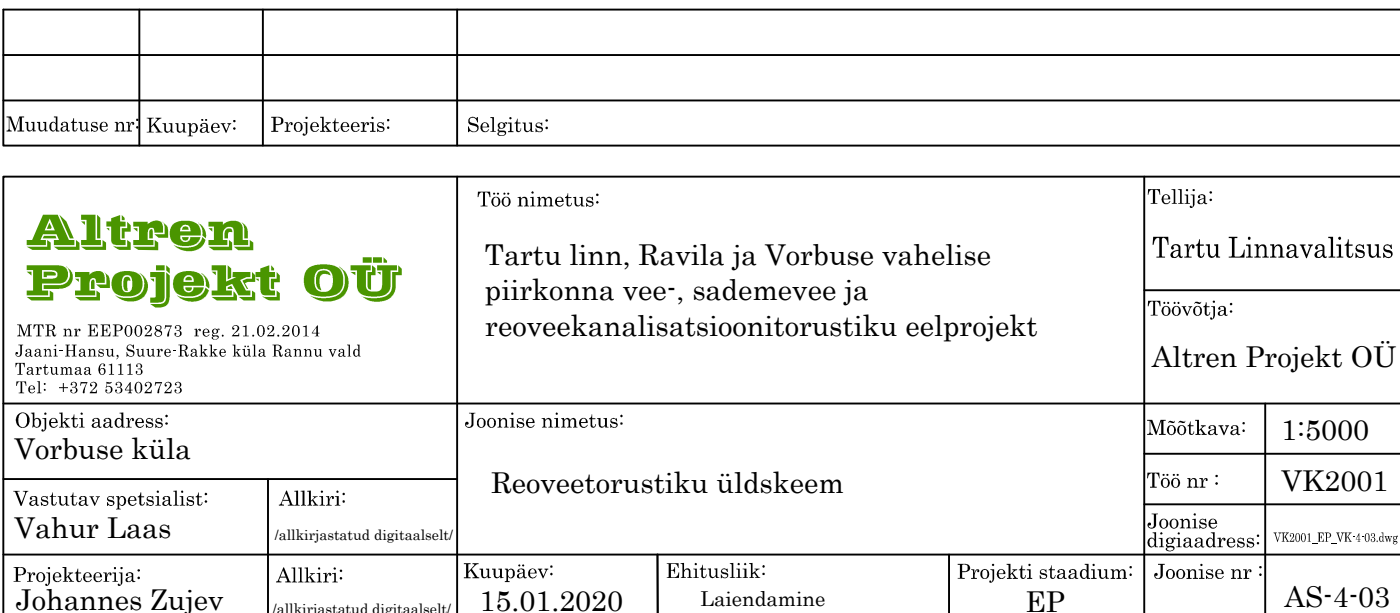 Muudatuse nr: Kuupäev: Projekteeris: Selgitus:
Altren
Projekt OÜ
MTR nr EEP002873 reg. 21.02.2014
Jaani-Hansu, Suure-Rakke küla Rannu vald
Tartumaa 61113
Tel: +372 53402723
Töö nimetus:
Tartu linn, Ravila ja Vorbuse vahelise
piirkonna vee-, sademevee ja
reoveekanalisatsioonitorustiku eelprojekt
Tellija:
Tartu Linnavalitsus
Töövõtja:
Altren Projekt OÜ
Objekti aadress:
Vorbuse küla
Joonise nimetus:
Reoveetorustiku üldskeem
Mõõtkava: 1:5000
Töö nr : VK2001
Joonise
digiaadress: VK2001_EP_VK-4-03.dwg
Vastutav spetsialist:
Vahur Laas
Allkiri:
/allkirjastatud digitaalselt/
Projekteerija:
Johannes Zujev
Allkiri:
/allkirjastatud digitaalselt/
Kuupäev:
15.01.2020
Ehitusliik:
Laiendamine
Projekti staadium:
EP
Joonise nr :
AS-4-03